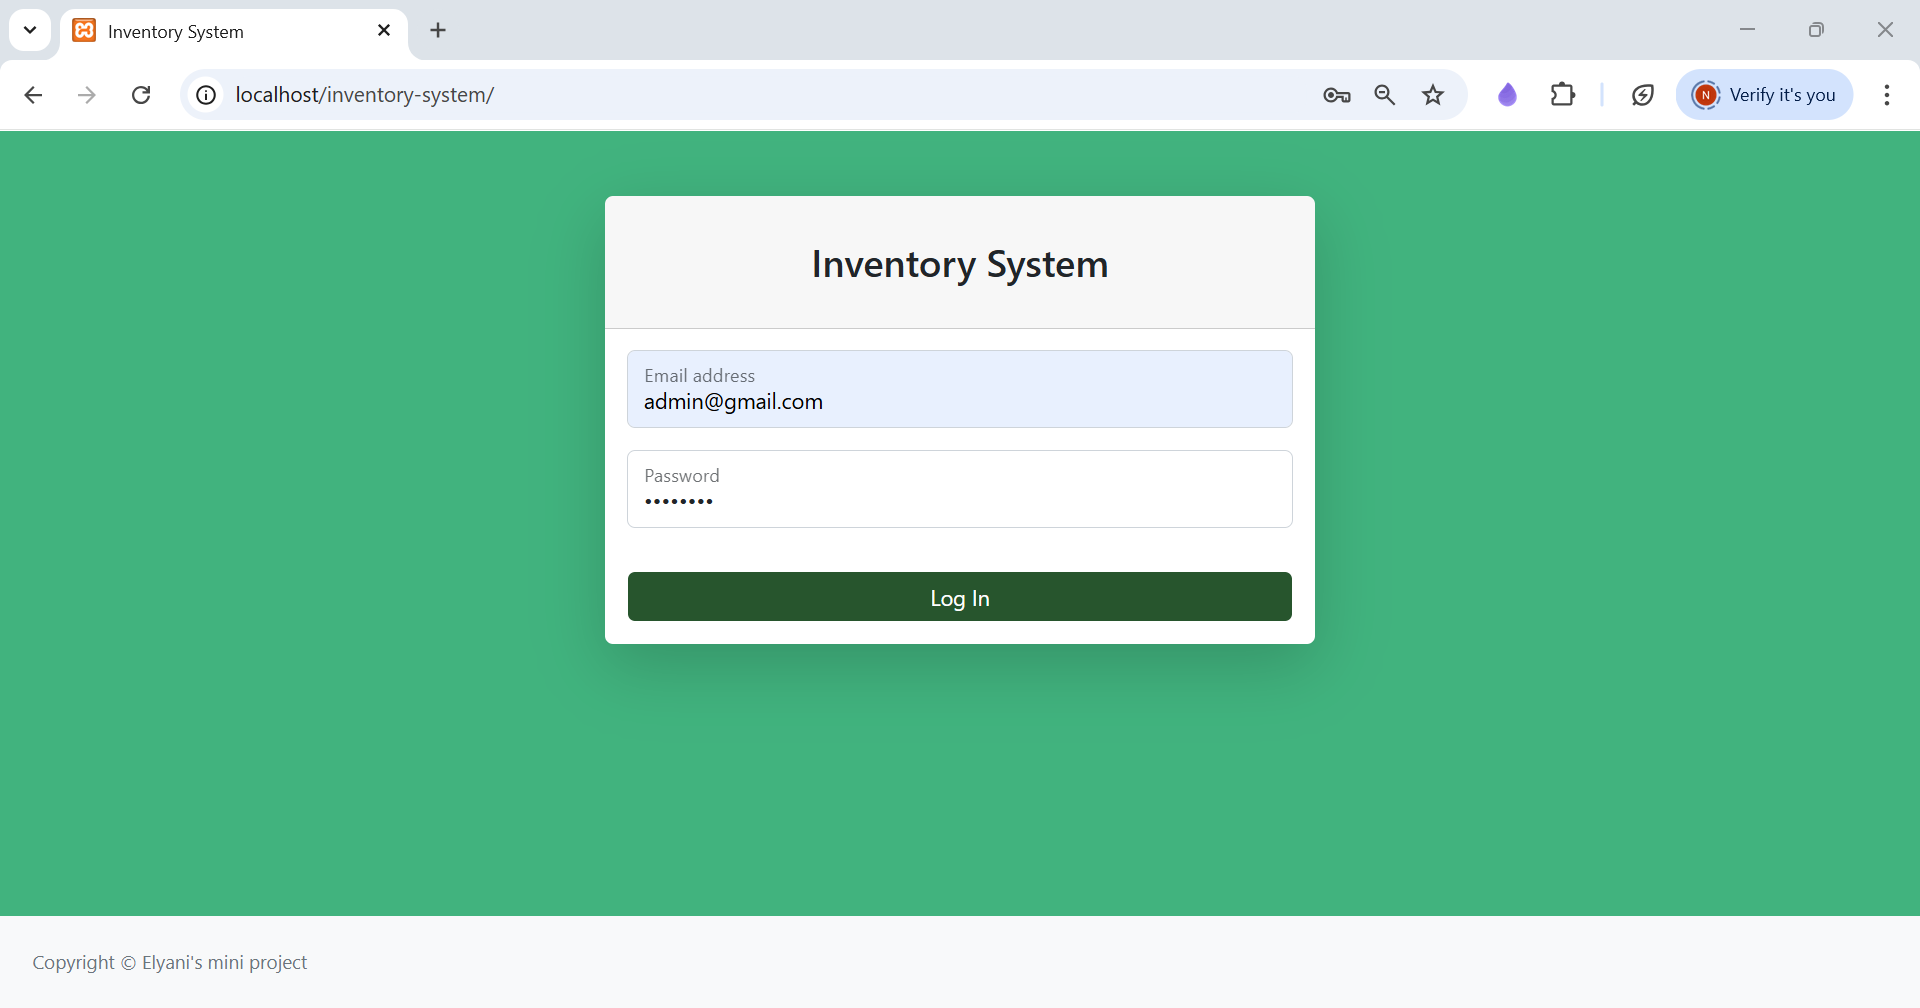 Inventory System
localhost/inventory-system/
N
Verify it's you
Inventory System
Email address
admin@gmail.com
Password
••••••••
Log In
Copyright © Elyani's mini project